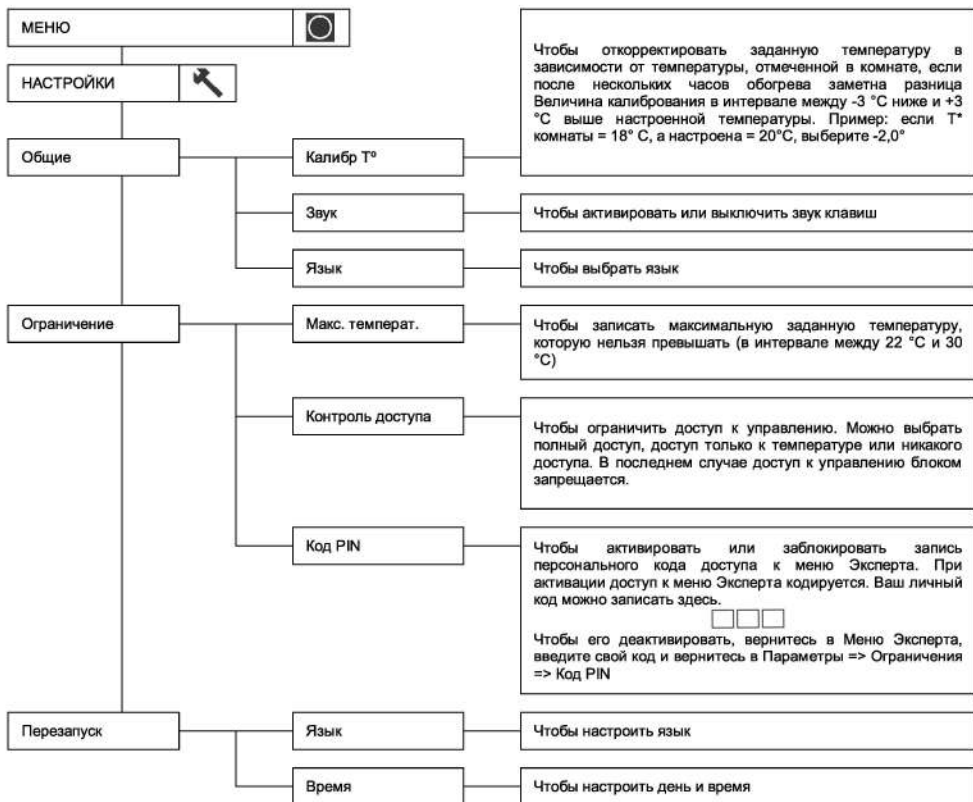 МЕНЮ
НАСТРОЙКИ
Общие
Калибр Tº
Чтобы откорректировать заданную температуру в
зависимости от температуры, отмеченной в комнате, если
после нескольких часов обогрева заметна разница
Величина калибрования в интервале между -3 °C ниже и +3
°C выше настроенной температуры. Пример: если T*
комнаты = 18° C, а настроена = 20°C, выберите -2,0°
Звук
Чтобы активировать или выключить звук клавиш
Язык
Чтобы выбрать язык
Ограничение
Макс. температ.
Чтобы записать максимальную заданную температуру,
которую нельзя превышать (в интервале между 22 °C и 30
°C)
Контроль доступа
Чтобы ограничить доступ к управлению. Можно выбрать
полный доступ, доступ только к температуре или никакого
доступа. В последнем случае доступ к управлению блоком
запрещается.
Код PIN
Чтобы активировать или заблокировать запись
персонального кода доступа к меню Эксперта. При
активации доступ к меню Эксперта кодируется. Ваш личный
код можно записать здесь.
Чтобы его деактивировать, вернитесь в Меню Эксперта,
введите свой код и вернитесь в Параметры => Ограничения
=> Код PIN
Перезапуск
Язык
Чтобы настроить язык
Время
Чтобы настроить день и время